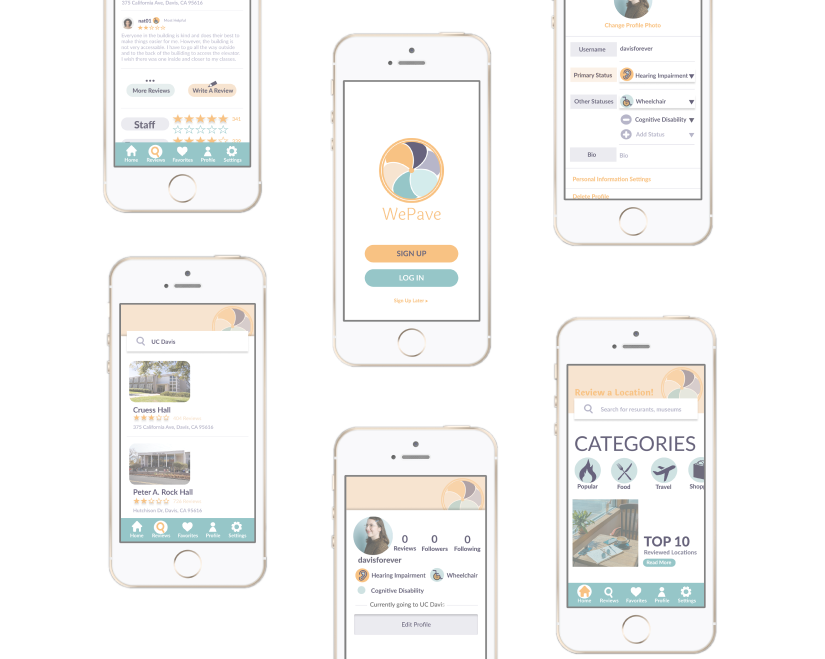 375 California Ave, Davis, CA 95616
nat01
Everyone in the building is kind and does their best to
make things inside for me. However, the building is
not very accessible. I have to go all the way outside
and to the back of the building to access the elevator.
I wish there was one inside and closer to my classes.
More Reviews
Write A Review
Staff
341
Home
Reviews
Favorites
Profile
Settings
WePave
SIGN UP
LOG IN
Sign Up Later »
Change Profile Photo
Username
davisforever
Primary Status
Hearing Impairment
Other Statuses
Wheelchair
Cognitive Disability
Add Status
Bio
Bio
Personal Information Settings
Delete Profile
UC Davis
Cruess Hall
375 California Ave, Davis, CA 95616
Peter A. Rock Hall
Hutchison Dr, Davis, CA 95616
Home
Reviews
Favorites
Profile
Settings
0
0
0
Reviews
Followers
Following
davisforever
Hearing Impairment
Wheelchair
Cognitive Disability
Currently going to UC Davis
Edit Profile
Review a Location!
Search for resurants, museums
CATEGORIES
Popular
Food
Travel
Shopp
TOP 10
Reviewed Locations
Read More
Home
Reviews
Favorites
Profile
Settings